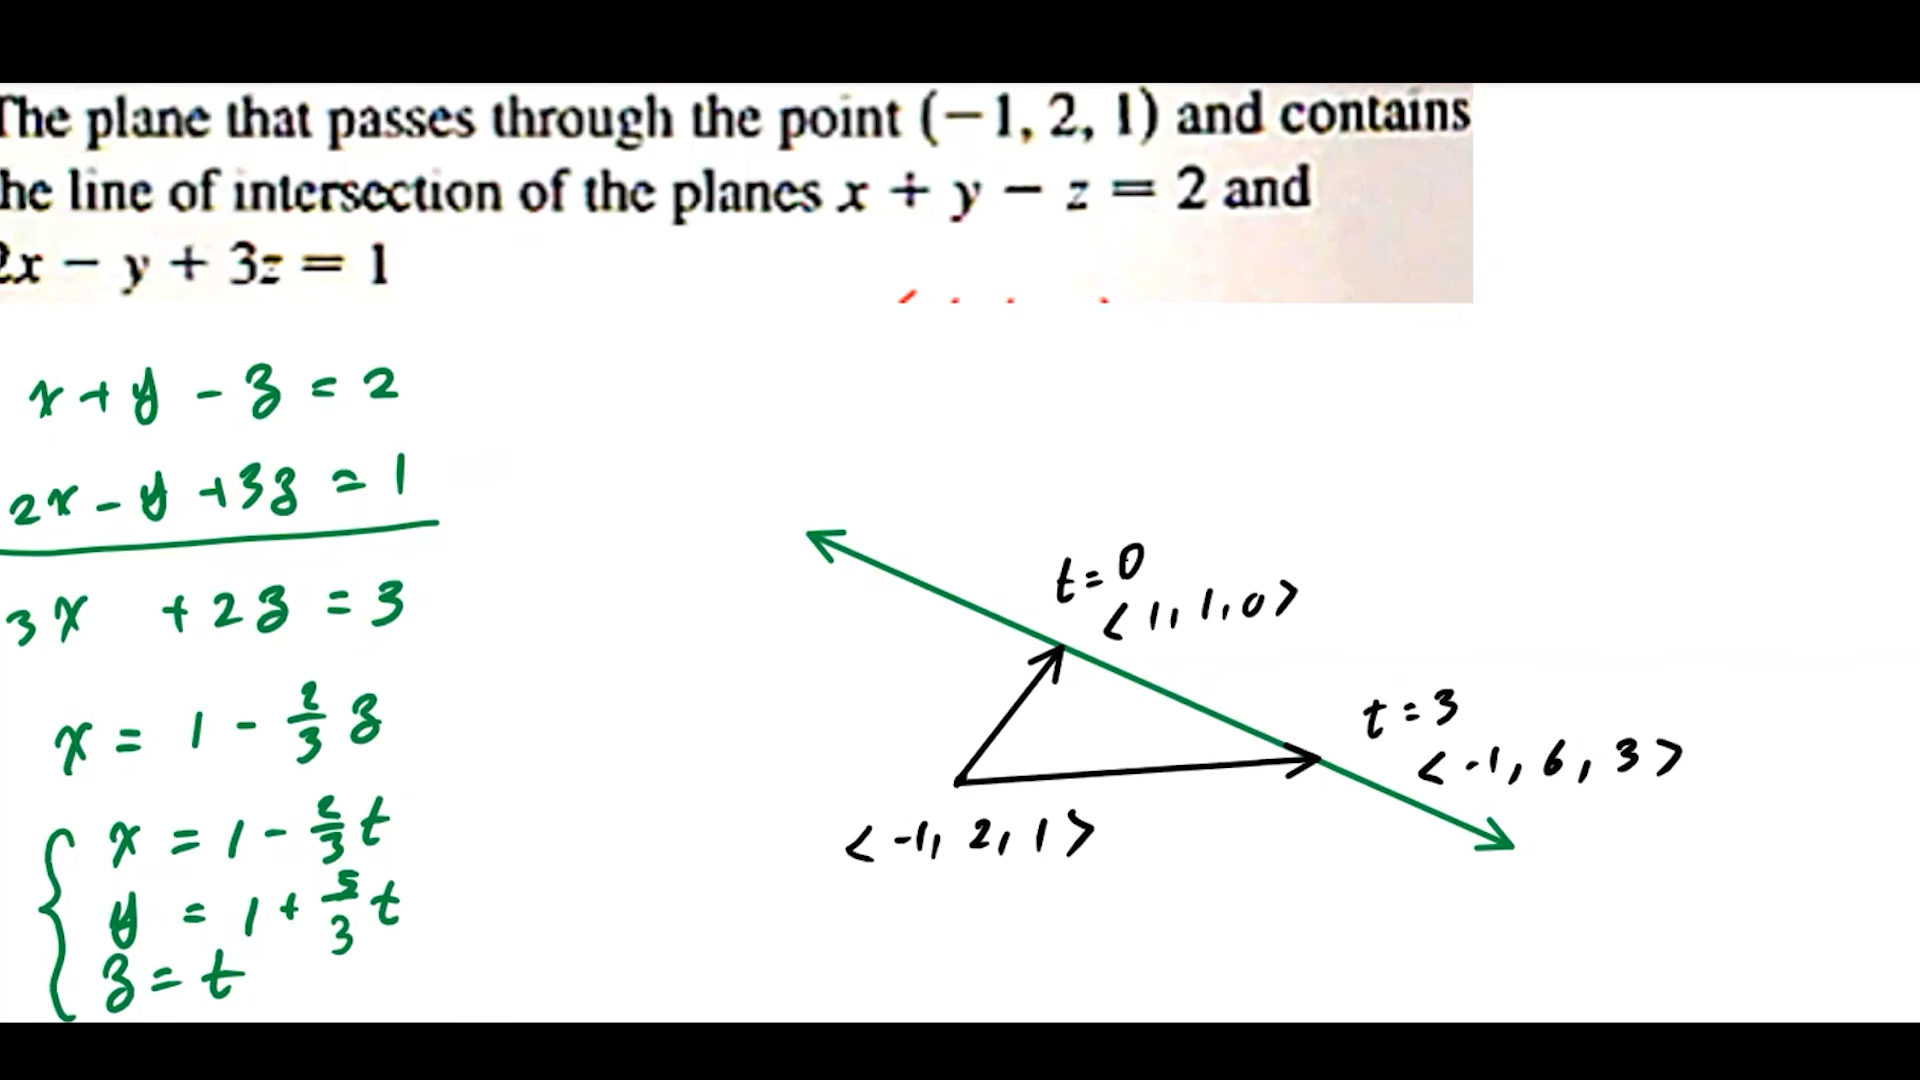 The plane that passes through the point (−1, 2, 1) and contains
he line of intersection of the planes x + y − z = 2 and
2x − y + 3z = 1
x + y - z = 2
2x - y + 3z = 1
3x + 2z = 3
x = 1 - 2/3 z
x = 1 - 2/3 t
y = 1 + 5/3 t
z = t
t = 0
< 1, 1, 0 >
t = 3
< -1, 6, 3 >
< -1, 2, 1 >